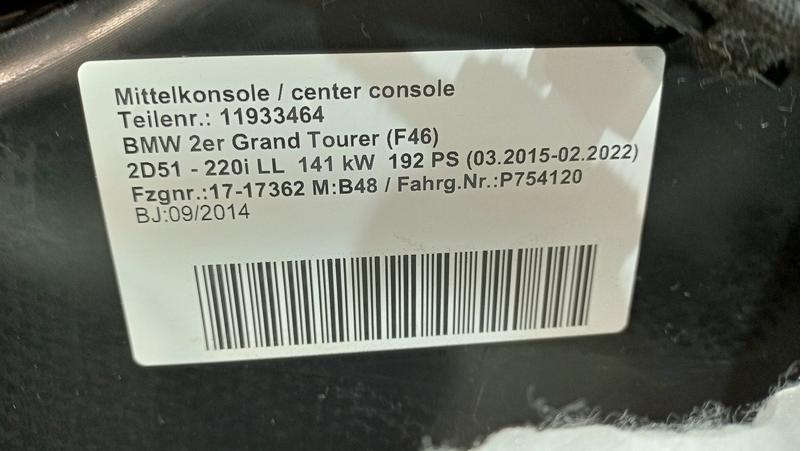 Mittelkonsole / center console
Teilenr.: 11933464
BMW 2er Grand Tourer (F46)
2D51 - 220i LL 141 kW 192 PS (03.2015-02.2022)
Fzgnr.:17-17362 M:B48 / Fahrg.Nr.:P754120
BJ:09/2014